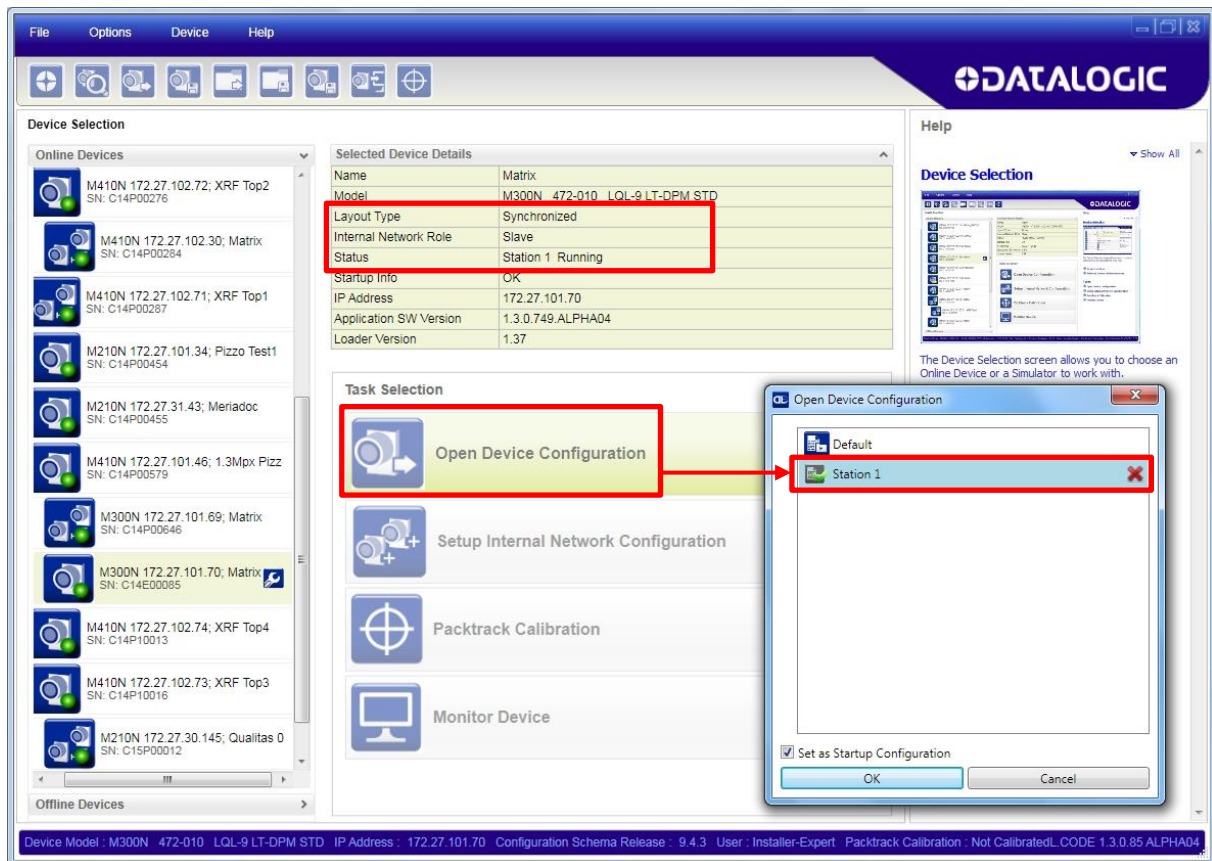 File Options Device Help
DATALOGIC
Device Selection
Online Devices
M410N 172.27.102.72; XRF Top2
SN: C14P00276
M410N 172.27.102.30; Matrix
SN: C14P00284
M410N 172.27.102.71; XRF Top1
SN: C14P00287
M210N 172.27.101.34; Pizzo Test1
SN: C14P00454
M210N 172.27.31.43; Meriadoc
SN: C14P00455
M410N 172.27.101.46; 1.3Mpx Pizz
SN: C14P00579
M300N 172.27.101.69; Matrix
SN: C14P00646
M300N 172.27.101.70; Matrix
SN: C14E00085
M410N 172.27.102.74; XRF Top4
SN: C14P10013
M410N 172.27.102.73; XRF Top3
SN: C14P10016
M210N 172.27.30.145; Qualitas 0
SN: C15P00012
Offline Devices
Selected Device Details
Name Matrix
Model M300N 472-010 LQL-9 LT-DPM STD
Layout Type Synchronized
Internal Network Role Slave
Status Station 1 Running
Startup Info OK
IP Address 172.27.101.70
Application SW Version 1.3.0.749.ALPHA04
Loader Version 1.37
Task Selection
Open Device Configuration
Setup Internal Network Configuration
Packtrack Calibration
Monitor Device
Help
Show All
Device Selection
DATALOGIC
The Device Selection screen allows you to choose an
Online Device or a Simulator to work with.
Open Device Configuration
Default
Station 1
Set as Startup Configuration
OK Cancel
Device Model : M300N 472-010 LQL-9 LT-DPM STD IP Address : 172.27.101.70 Configuration Schema Release : 9.4.3 User : Installer-Expert Packtrack Calibration : Not CalibratedL.CODE 1.3.0.85 ALPHA04